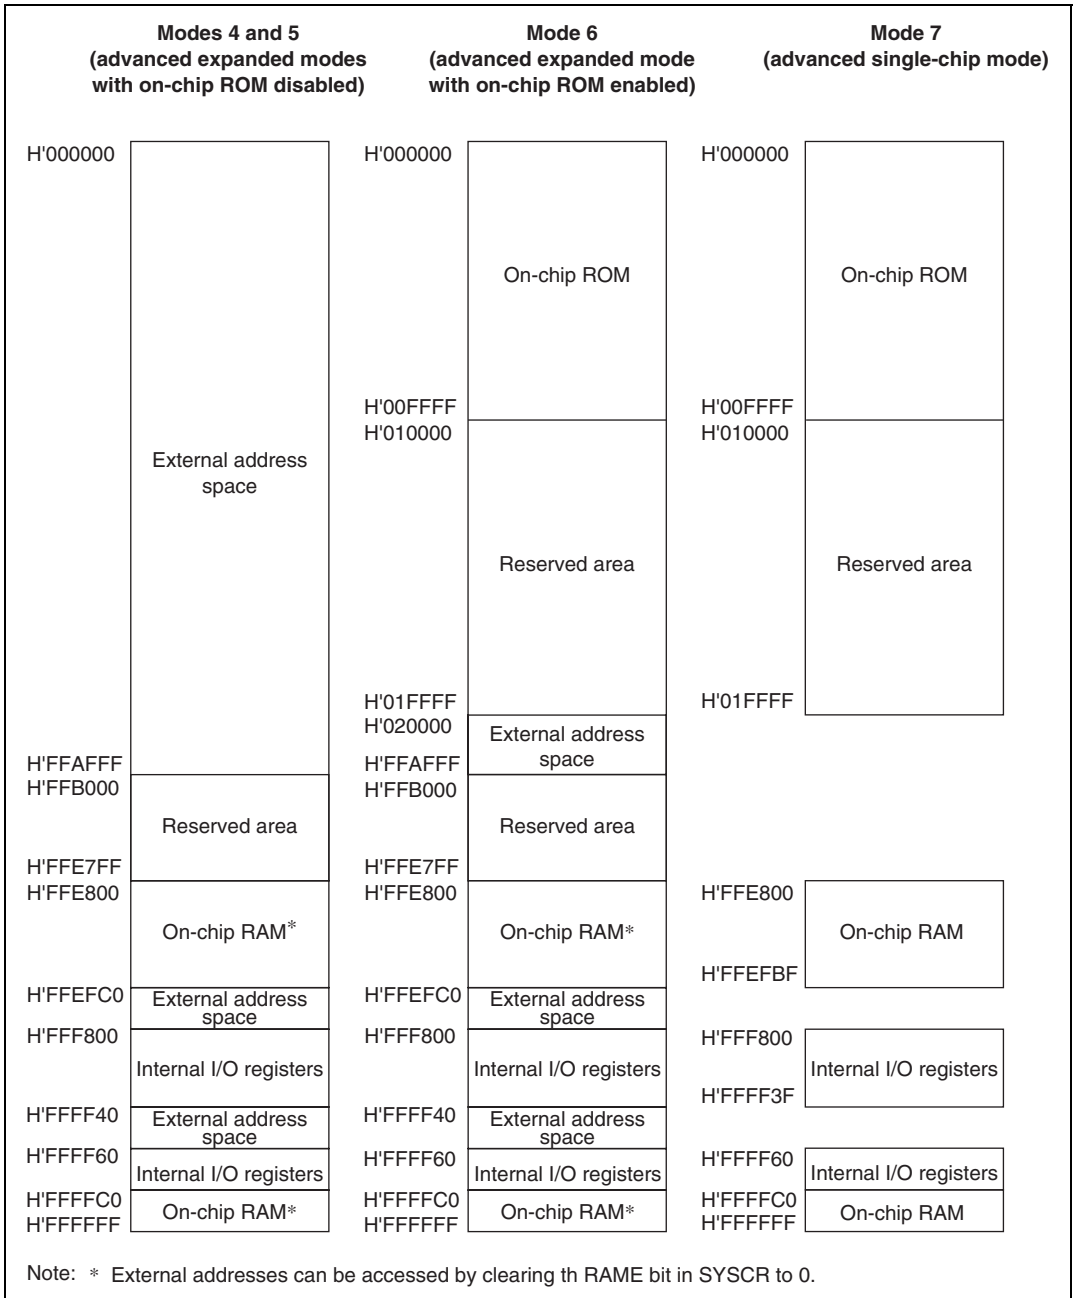 Modes 4 and 5
(advanced expanded modes
with on-chip ROM disabled)
H'000000
External address
space
H'FFAFFF
H'FFB000
Reserved area
H'FFE7FF
H'FFE800
On-chip RAM*
H'FFEFC0
External address
space
H'FFF800
Internal I/O registers
H'FFFF40
External address
space
H'FFFF60
Internal I/O registers
H'FFFFC0
On-chip RAM*
H'FFFFFF
Mode 6
(advanced expanded mode
with on-chip ROM enabled)
H'000000
On-chip ROM
H'00FFFF
H'010000
Reserved area
H'01FFFF
H'020000
External address
space
H'FFAFFF
H'FFB000
Reserved area
H'FFE7FF
H'FFE800
On-chip RAM*
H'FFEFC0
External address
space
H'FFF800
Internal I/O registers
H'FFFF40
External address
space
H'FFFF60
Internal I/O registers
H'FFFFC0
On-chip RAM*
H'FFFFFF
Mode 7
(advanced single-chip mode)
H'000000
On-chip ROM
H'00FFFF
H'010000
Reserved area
H'01FFFF
H'FFE800
On-chip RAM
H'FFEFBF
H'FFF800
Internal I/O registers
H'FFFF3F
H'FFFF60
Internal I/O registers
H'FFFFC0
On-chip RAM
H'FFFFFF
Note: * External addresses can be accessed by clearing th RAME bit in SYSCR to 0.